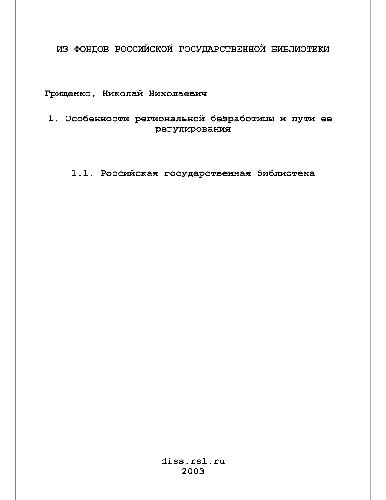 ИЗ ФОНДОВ РОССИЙСКОЙ ГОСУДАРСТВЕННОЙ БИБЛИОТЕКИ
Грищенко, Николай Николаевич
1. Особенности региональной безработицы и пути ее
регулирования
1.1. Российская государственная библиотека
diss.rsl.ru
2003